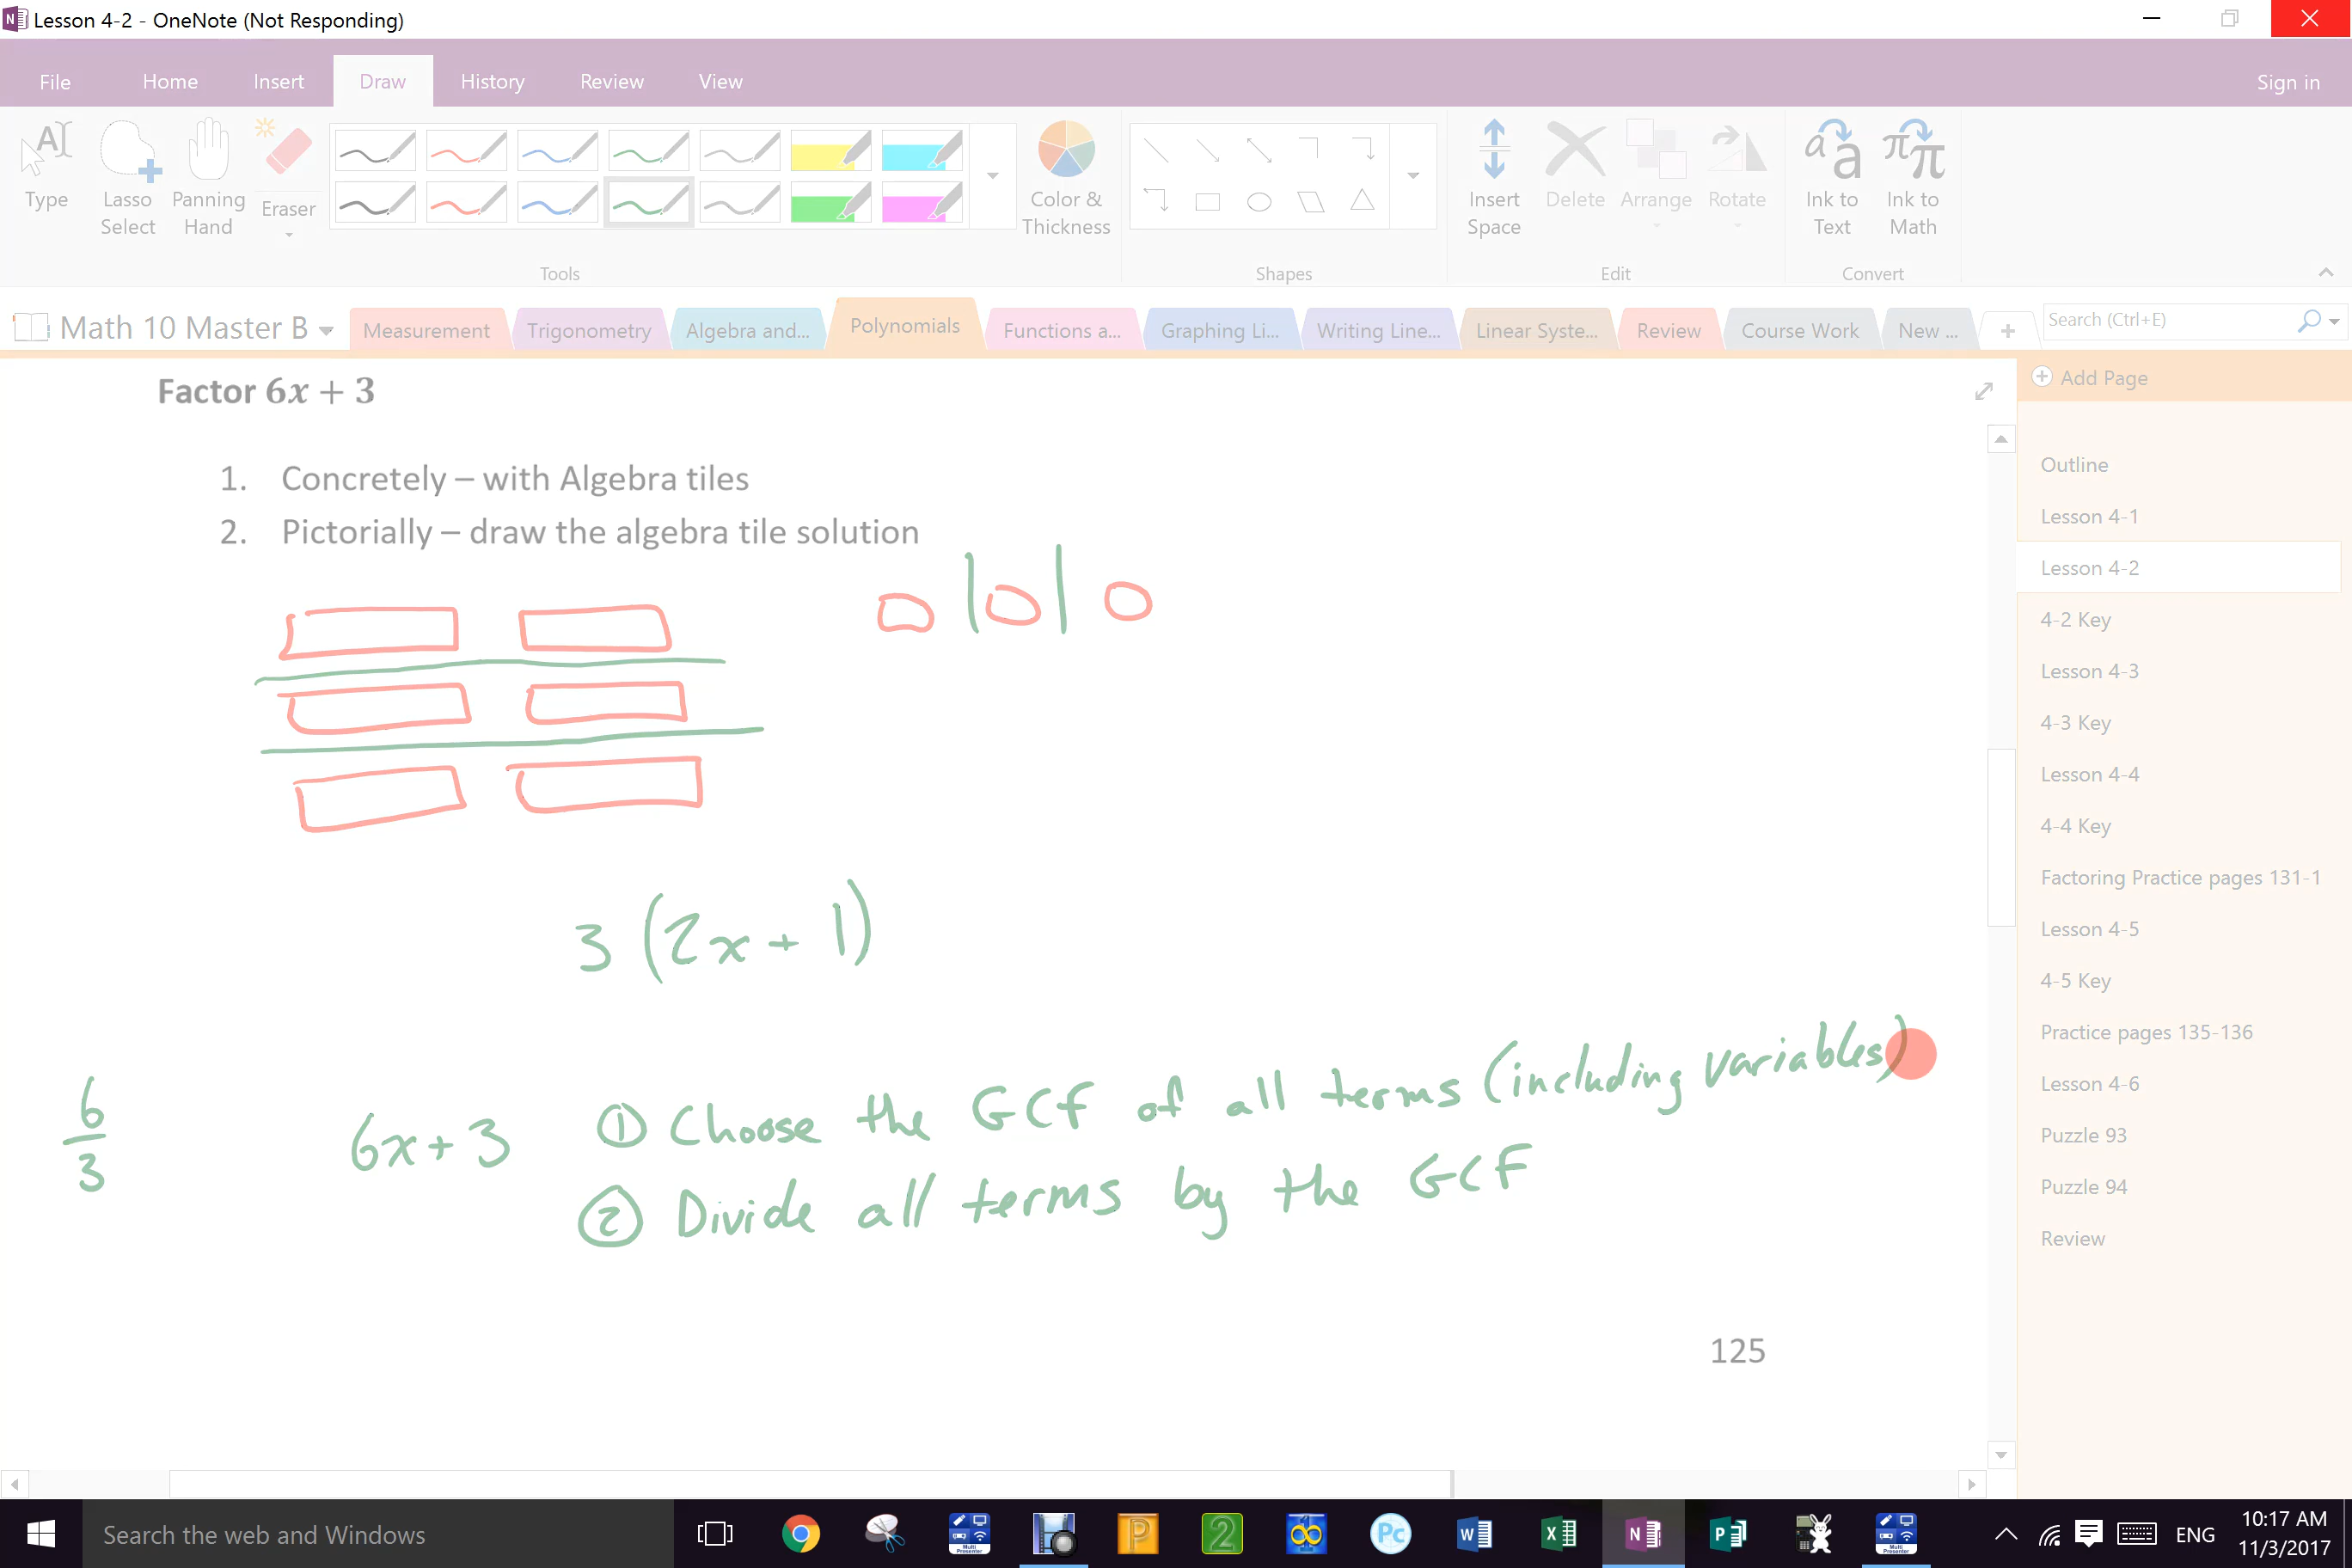 Lesson 4-2 - OneNote (Not Responding)
File Home Insert Draw History Review View Sign in
Type
Lasso Select
Panning Hand
Eraser
Color & Thickness
Insert Space
Delete
Arrange
Rotate
Ink to Text
Ink to Math
Tools Shapes Edit Convert
Math 10 Master B Measurement Trigonometry Algebra and... Polynomials Functions a... Graphing Li... Writing Line... Linear Syste... Review Course Work New ... Search (Ctrl+E)
Factor 6x + 3
1. Concretely – with Algebra tiles
2. Pictorially – draw the algebra tile solution
3 (2x + 1)
6/3
6x + 3 ① Choose the GCF of all terms (including variables)
② Divide all terms by the GCF
125
Add Page
Outline
Lesson 4-1
Lesson 4-2
4-2 Key
Lesson 4-3
4-3 Key
Lesson 4-4
4-4 Key
Factoring Practice pages 131-1
Lesson 4-5
4-5 Key
Practice pages 135-136
Lesson 4-6
Puzzle 93
Puzzle 94
Review
Search the web and Windows
ENG
10:17 AM
11/3/2017